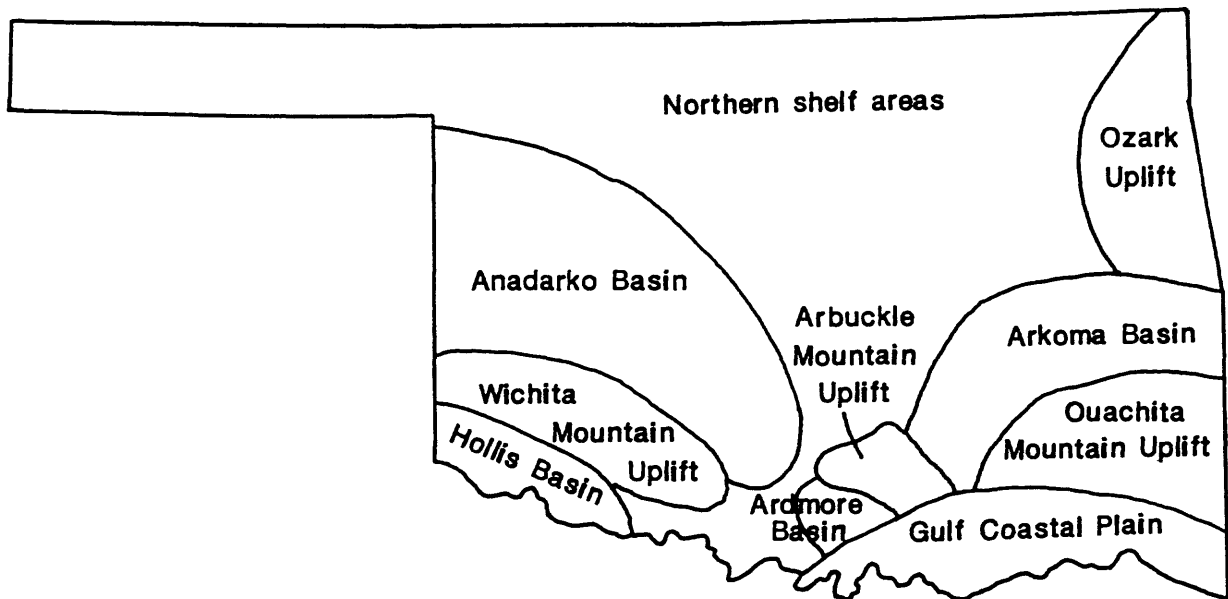 Northern shelf areas
Ozark
Uplift
Anadarko Basin
Arbuckle
Mountain
Uplift
Arkoma Basin
Wichita
Mountain
Uplift
Hollis Basin
Ouachita
Mountain Uplift
Ardmore
Basin
Gulf Coastal Plain